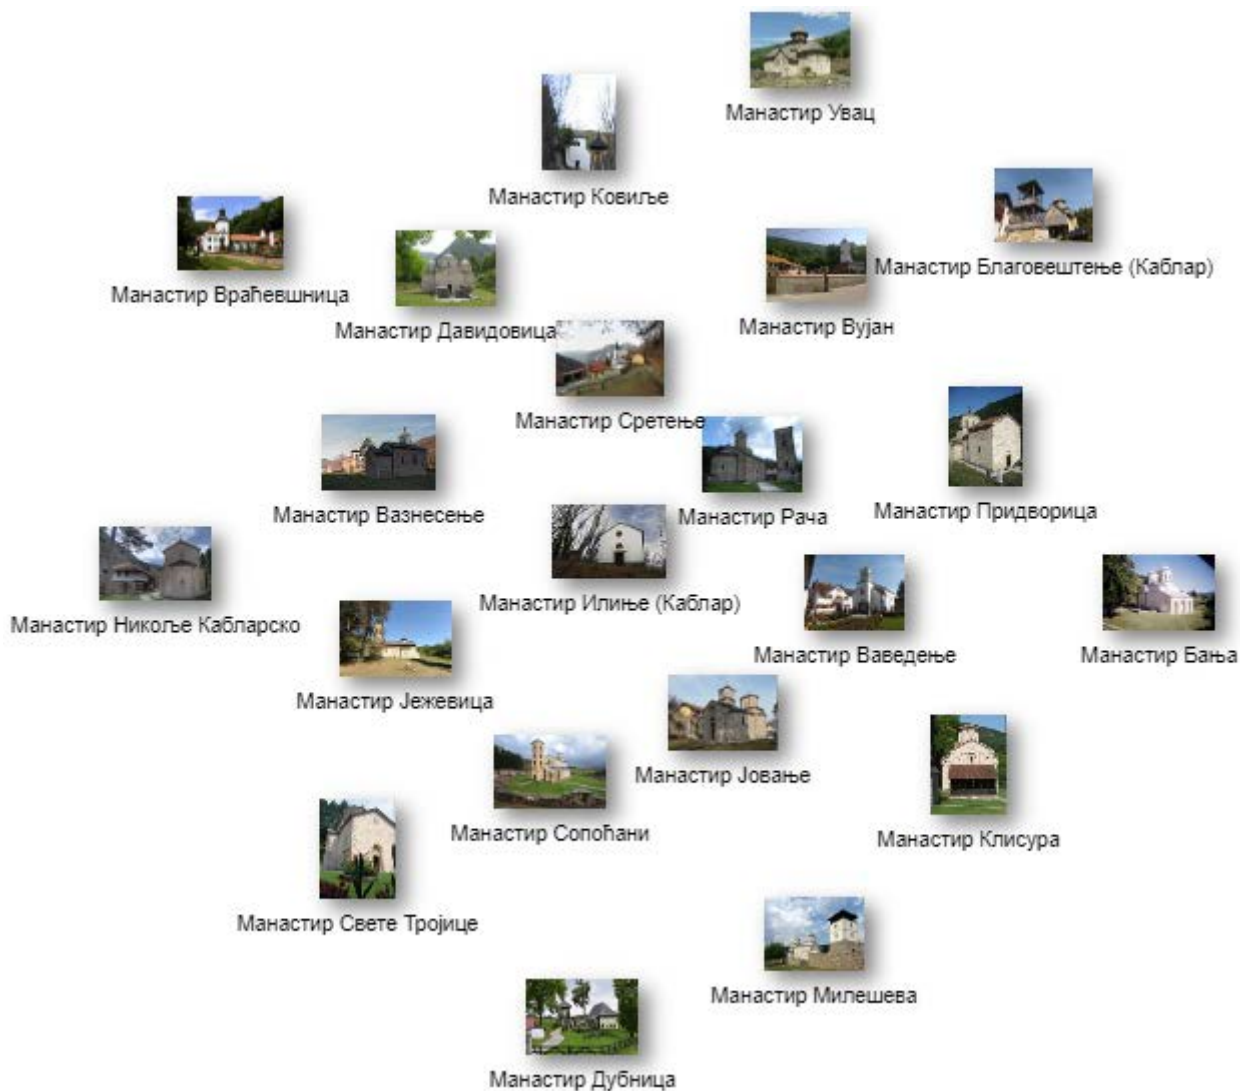 Манастир Увац
Манастир Ковиље
Манастир Благовештење (Каблар)
Манастир Враћевшница
Манастир Вујан
Манастир Давидовица
Манастир Сретење
Манастир Придворица
Манастир Вазнесење
Манастир Рача
Манастир Илиње (Каблар)
Манастир Никоље Кабларско
Манастир Ваведење
Манастир Бања
Манастир Јежевица
Манастир Јовање
Манастир Сопоћани
Манастир Клисура
Манастир Свете Тројице
Манастир Милешева
Манастир Дубница